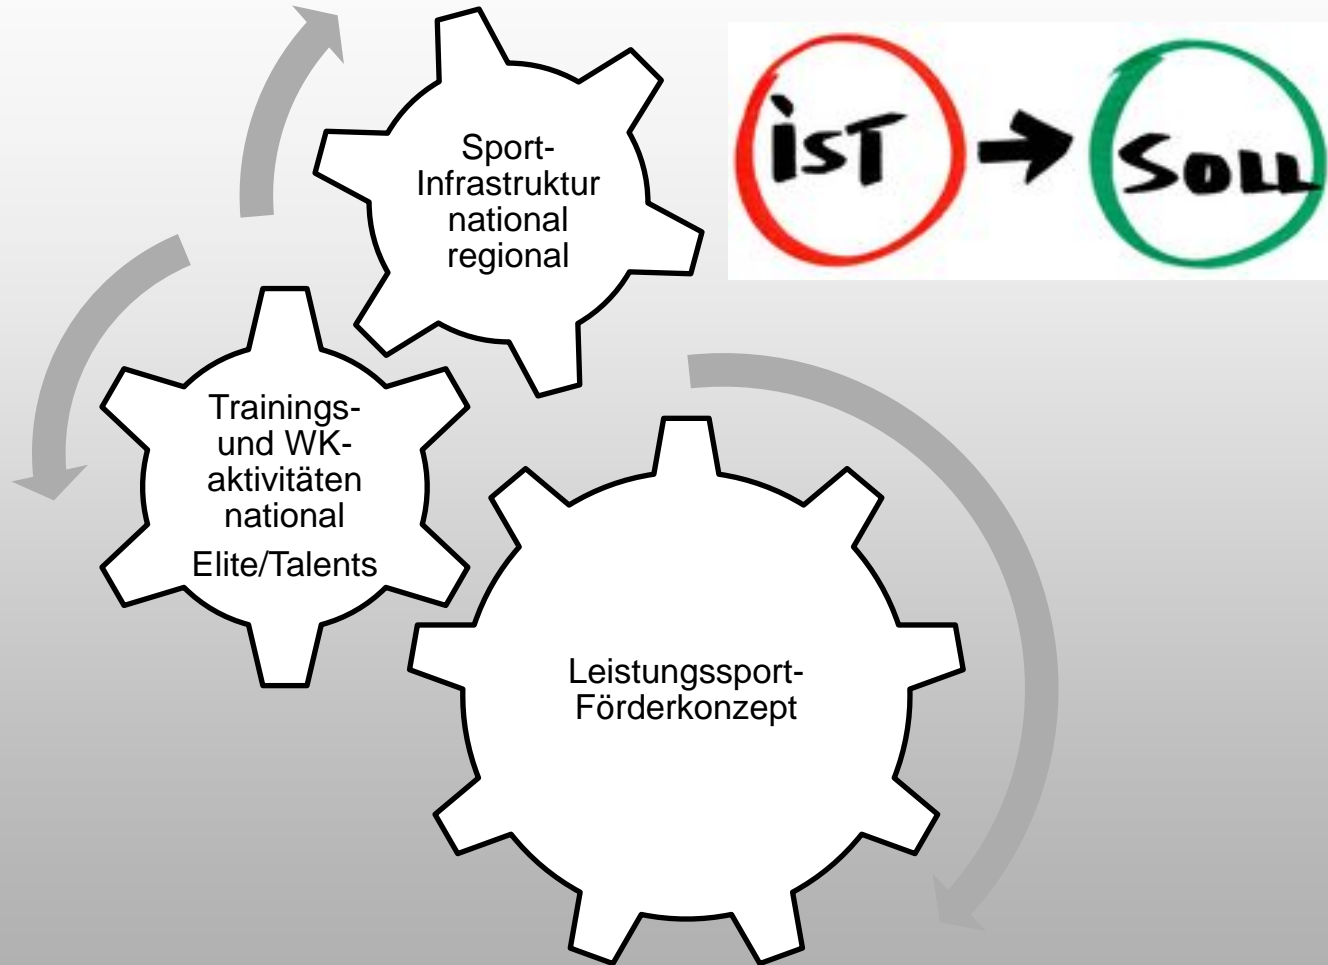 Sport-
Infrastruktur
national
regional
iST
SOLL
Trainings-
und WK-
aktivitäten
national
Elite/Talents
Leistungssport-
Förderkonzept